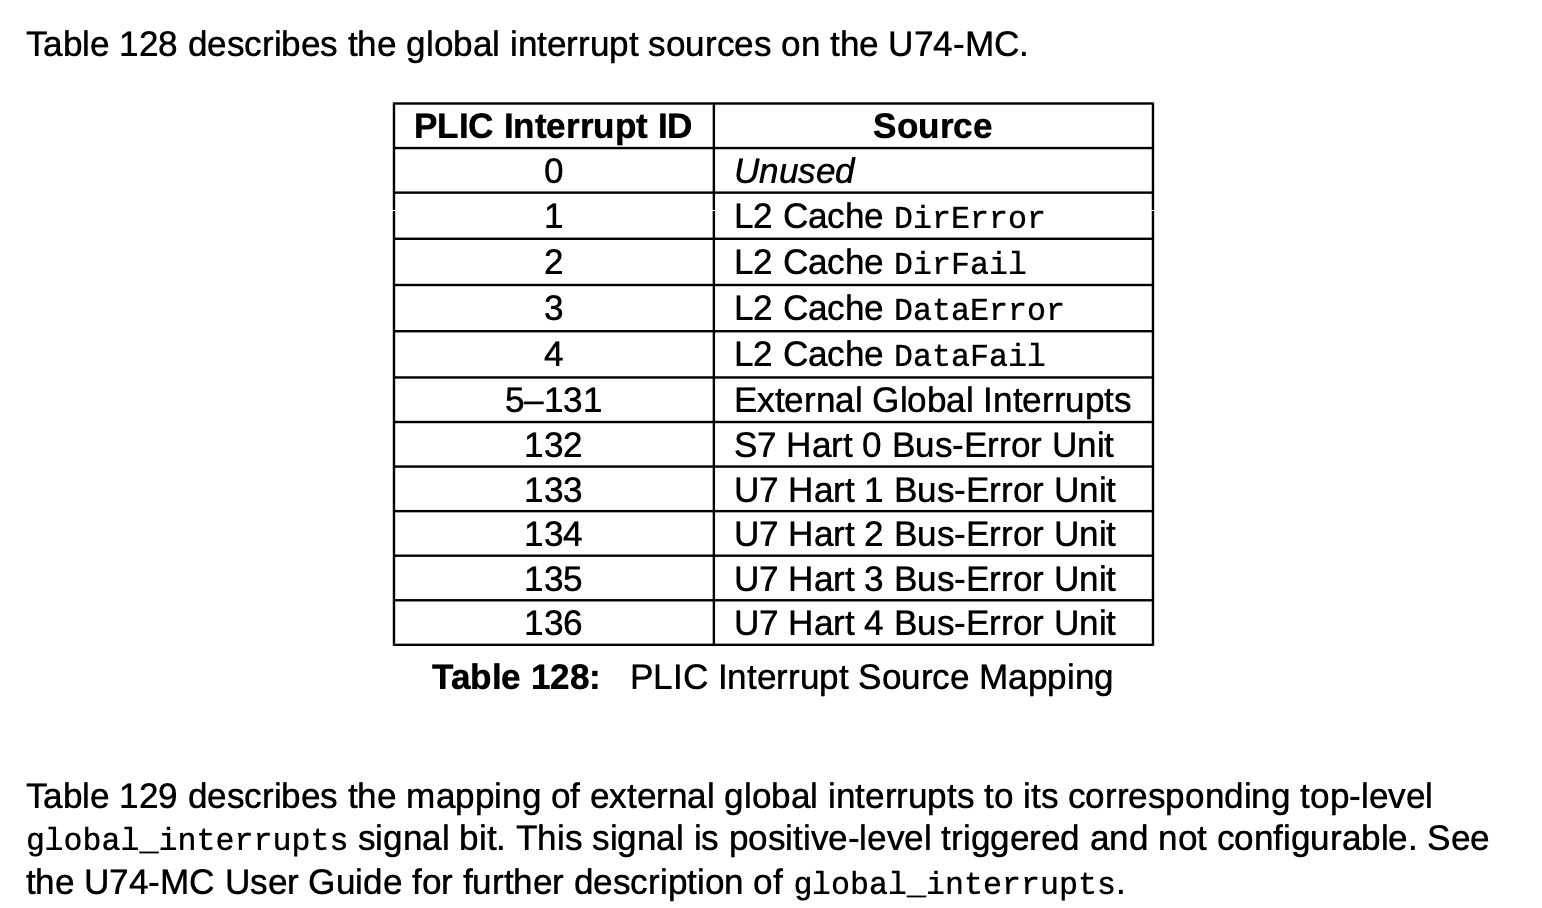 Table 128 describes the global interrupt sources on the U74-MC.
PLIC Interrupt ID Source
0 Unused
1 L2 Cache DirError
2 L2 Cache DirFail
3 L2 Cache DataError
4 L2 Cache DataFail
5–131 External Global Interrupts
132 S7 Hart 0 Bus-Error Unit
133 U7 Hart 1 Bus-Error Unit
134 U7 Hart 2 Bus-Error Unit
135 U7 Hart 3 Bus-Error Unit
136 U7 Hart 4 Bus-Error Unit
Table 128: PLIC Interrupt Source Mapping
Table 129 describes the mapping of external global interrupts to its corresponding top-level
global_interrupts signal bit. This signal is positive-level triggered and not configurable. See
the U74-MC User Guide for further description of global_interrupts.